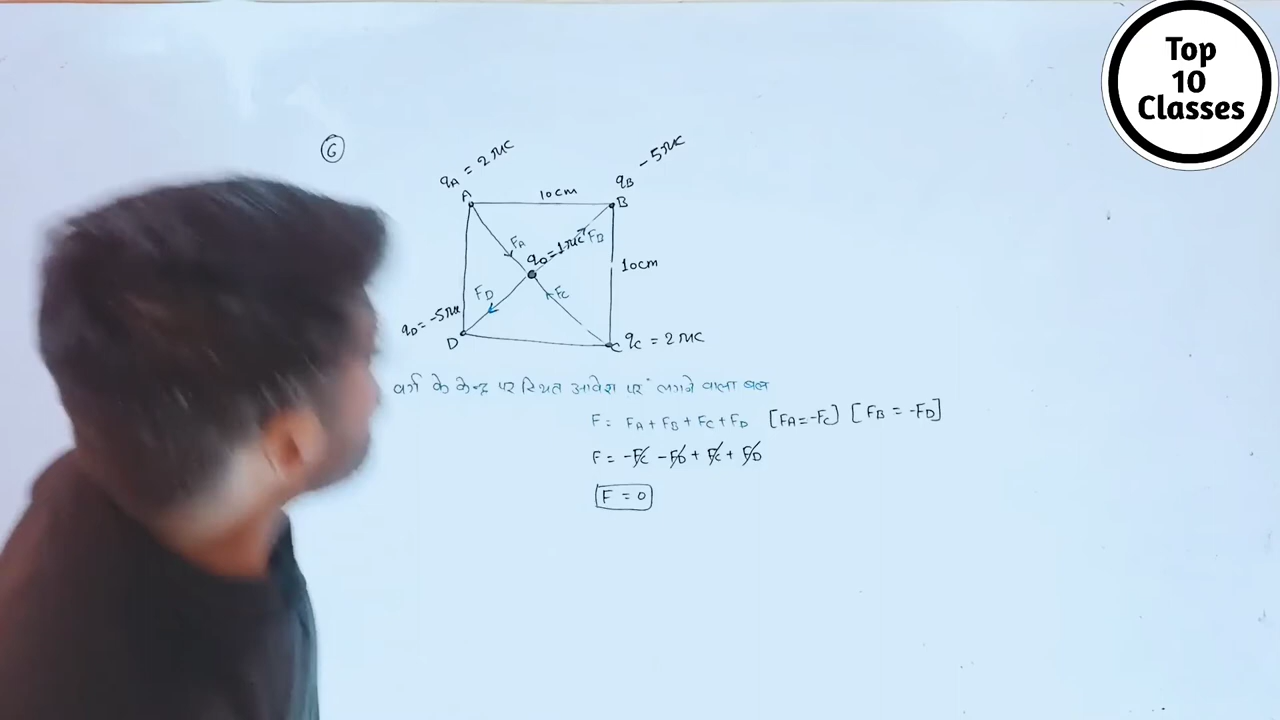 Top
10
Classes
6
qA = 2μC
qB - 5μC
A
10cm
B
FA
q0 = 1μC
FB
10cm
FD
FC
qD = -5μC
D
C qC = 2μC
वर्ग के केन्द्र पर स्थित आवेश पर लगने वाला बल
F = FA + FB + FC + FD [FA = -FC] [FB = -FD]
F = -FC - FD + FC + FD
F = 0